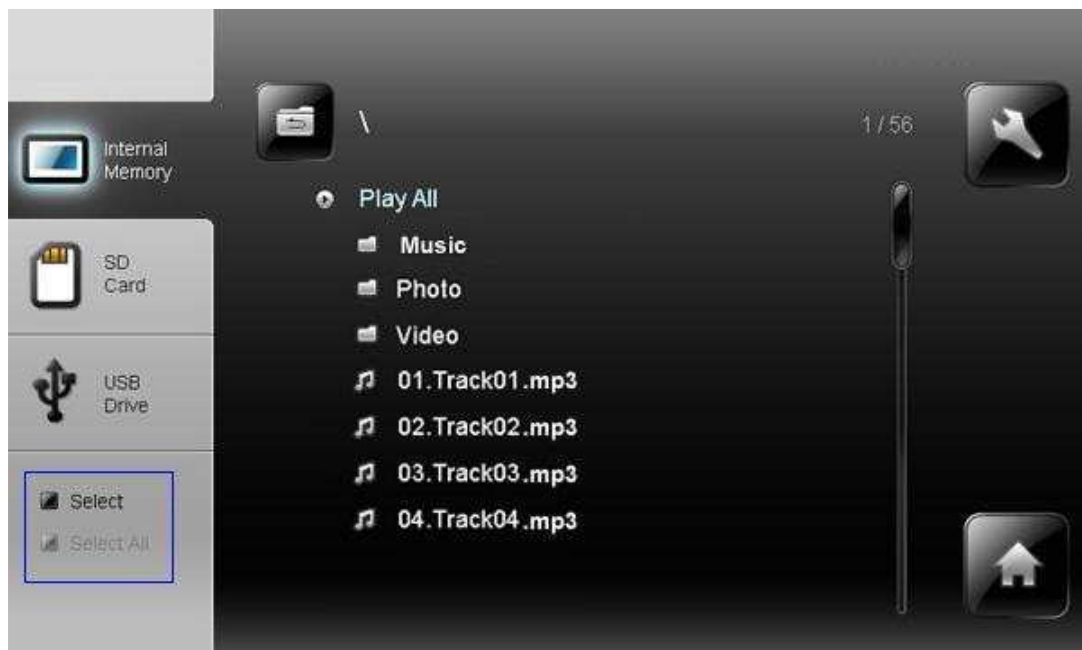 Internal
Memory
SD
Card
USB
Drive
Select
Select All
\
1 / 56
Play All
Music
Photo
Video
01.Track01.mp3
02.Track02.mp3
03.Track03.mp3
04.Track04.mp3